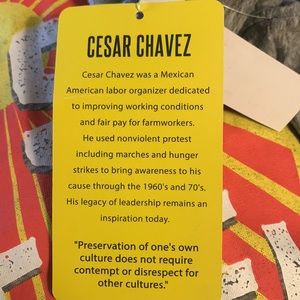 CESAR CHAVEZ
Cesar Chavez was a Mexican
American labor organizer dedicated
to improving working conditions
and fair pay for farmworkers.
He used nonviolent protest
including marches and hunger
strikes to bring awareness to his
cause through the 1960's and 70's.
His legacy of leadership remains an
inspiration today.
"Preservation of one's own
culture does not require
contempt or disrespect for
other cultures."